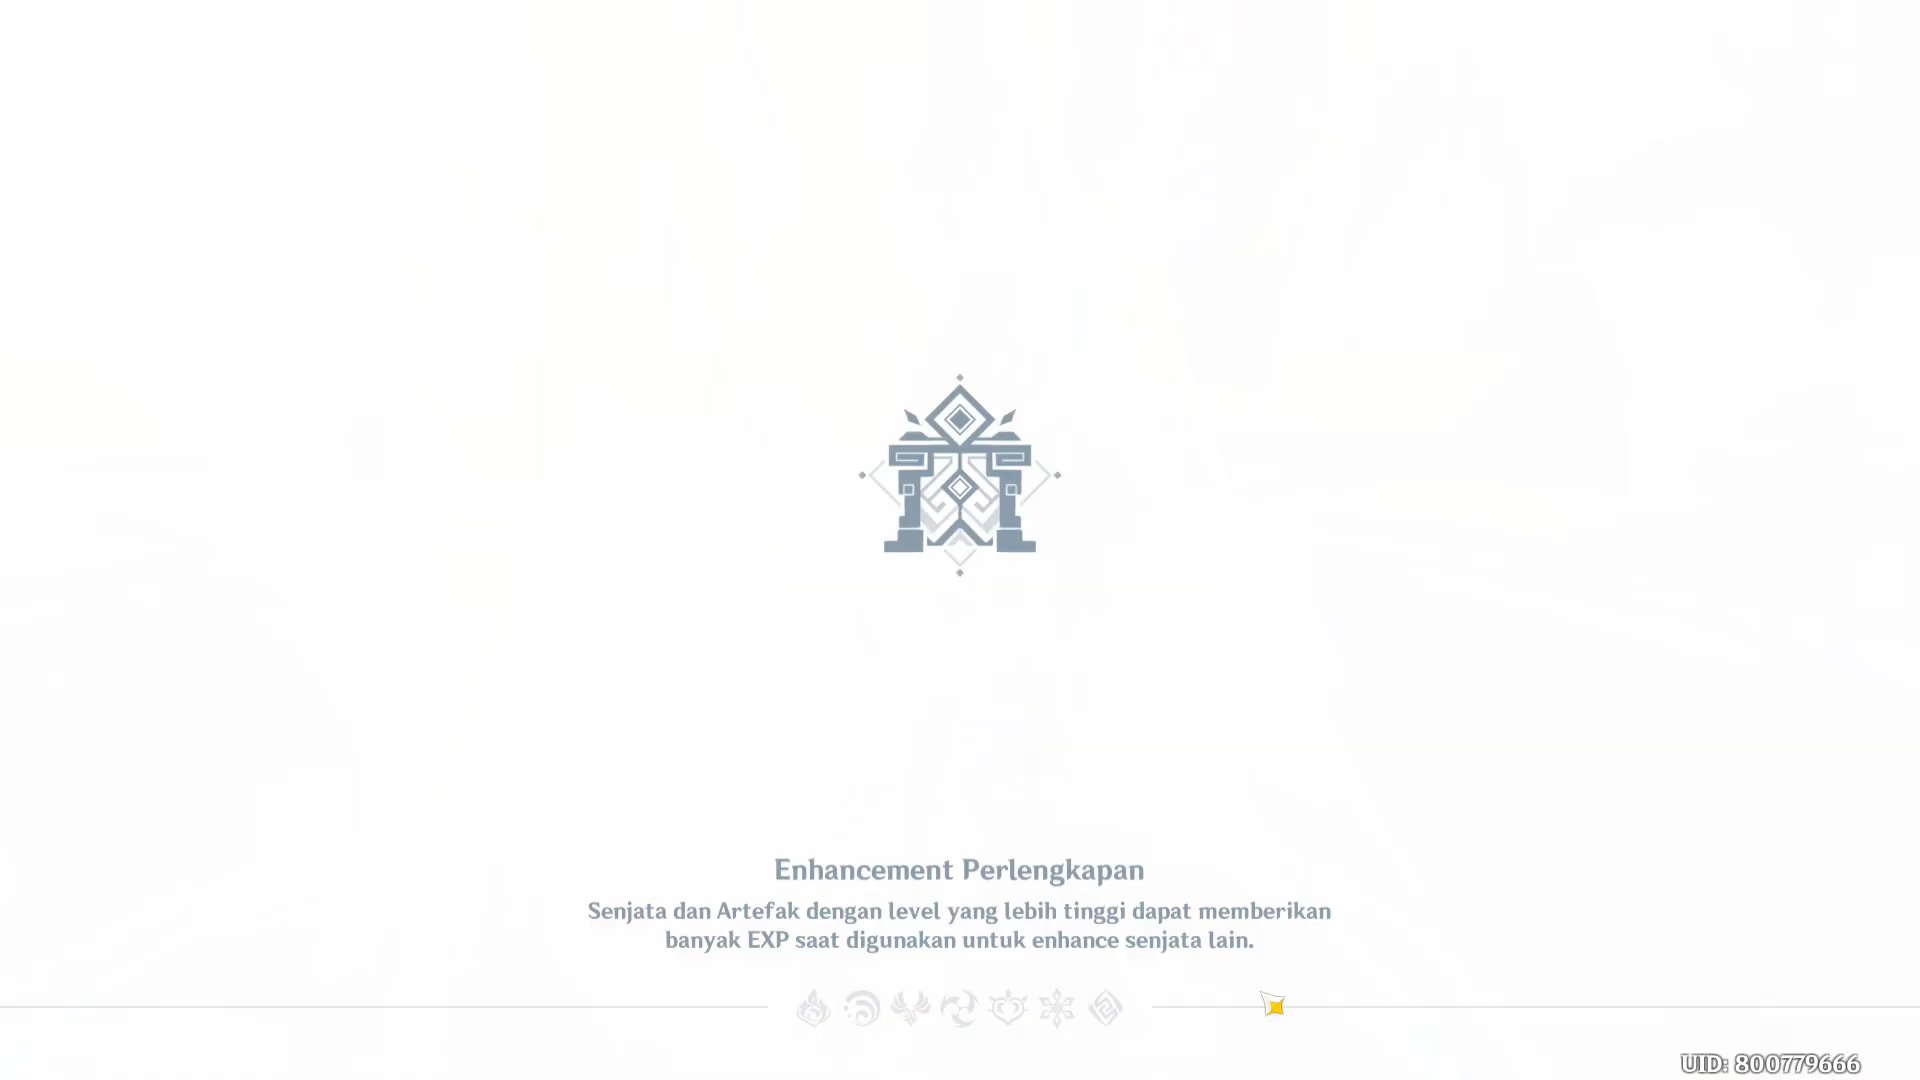 Enhancement Perlengkapan
Senjata dan Artefak dengan level yang lebih tinggi dapat memberikan
banyak EXP saat digunakan untuk enhance senjata lain.
UID: 800779666